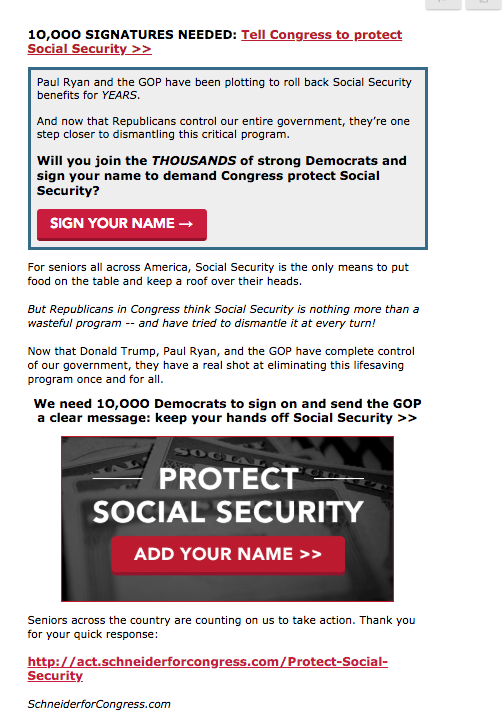 10,000 SIGNATURES NEEDED: Tell Congress to protect
Social Security >>
Paul Ryan and the GOP have been plotting to roll back Social Security
benefits for YEARS.
And now that Republicans control our entire government, they're one
step closer to dismantling this critical program.
Will you join the THOUSANDS of strong Democrats and
sign your name to demand Congress protect Social
Security?
SIGN YOUR NAME →
For seniors all across America, Social Security is the only means to put
food on the table and keep a roof over their heads.
But Republicans in Congress think Social Security is nothing more than a
wasteful program -- and have tried to dismantle it at every turn!
Now that Donald Trump, Paul Ryan, and the GOP have complete control
of our government, they have a real shot at eliminating this lifesaving
program once and for all.
We need 10,000 Democrats to sign on and send the GOP
a clear message: keep your hands off Social Security >>
SOCIAL
PROTECT
SOCIAL SECURITY
ADD YOUR NAME >>
Seniors across the country are counting on us to take action. Thank you
for your quick response:
http://act.schneiderforcongress.com/Protect-Social-
Security
SchneiderforCongress.com